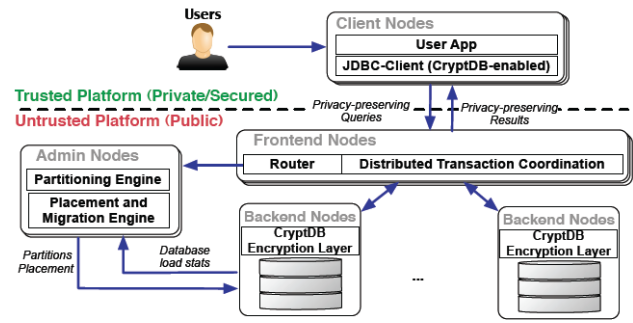 Users
Client Nodes
User App
JDBC-Client (CryptDB-enabled)
Trusted Platform (Private/Secured)
Untrusted Platform (Public)
Privacy-preserving
Queries
Privacy-preserving
Results
Frontend Nodes
Router
Distributed Transaction Coordination
Admin Nodes
Partitioning Engine
Placement and
Migration Engine
Partitions
Placement
Database
load stats
Backend Nodes
CryptDB
Encryption Layer
...
Backend Nodes
CryptDB
Encryption Layer